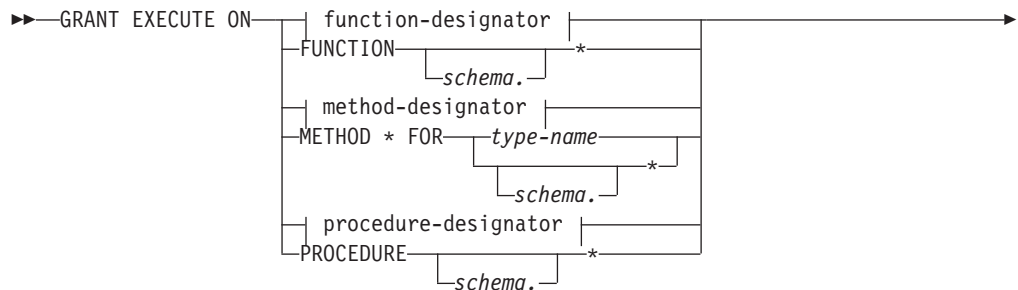 GRANT EXECUTE ON function-designator
FUNCTION *
schema.
method-designator
METHOD * FOR type-name
*
schema.
procedure-designator
PROCEDURE *
schema.